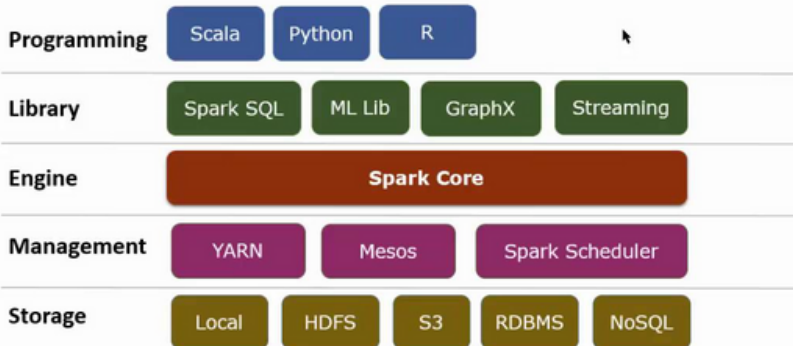 Programming Scala Python R
Library Spark SQL ML Lib GraphX Streaming
Engine Spark Core
Management YARN Mesos Spark Scheduler
Storage Local HDFS S3 RDBMS NoSQL